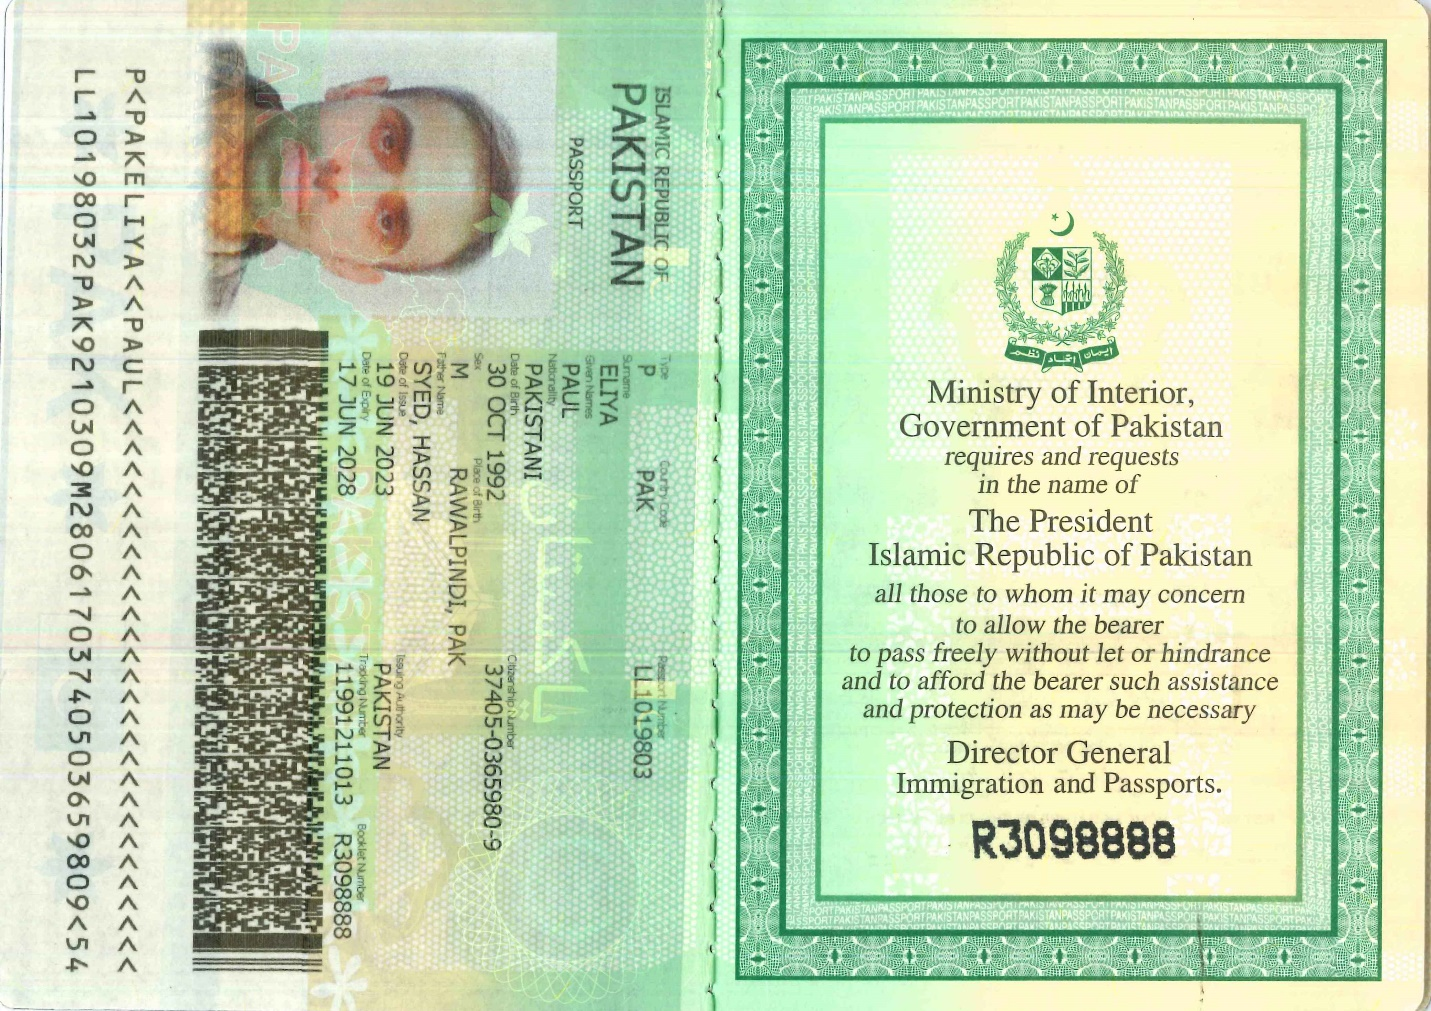 ISLAMIC REPUBLIC OF
PAKISTAN
PASSPORT
Type Country Code Passport Number
P PAK LL1019803
Surname
ELIYA
Given Names
PAUL
Nationality
PAKISTANI
Date of Birth Citizenship Number
30 OCT 1992 37405-0365980-9
Sex Place of Birth
M RAWALPINDI, PAK
Father Name
SYED, HASSAN
Date of Issue Issuing Authority
19 JUN 2023 PAKISTAN
Date of Expiry Tracking Number Booklet Number
17 JUN 2028 11991211013 R3098888
پاکستان
P<PAKELIYA<<PAUL<<<<<<<<<<<<<<<<<<<<<<<<<<<<
LL10198032PAK9210309M28061703740503659809<54
ایمان اتحاد نظم
Ministry of Interior,
Government of Pakistan
requires and requests
in the name of
The President
Islamic Republic of Pakistan
all those to whom it may concern
to allow the bearer
to pass freely without let or hindrance
and to afford the bearer such assistance
and protection as may be necessary
Director General
Immigration and Passports.
R3098888